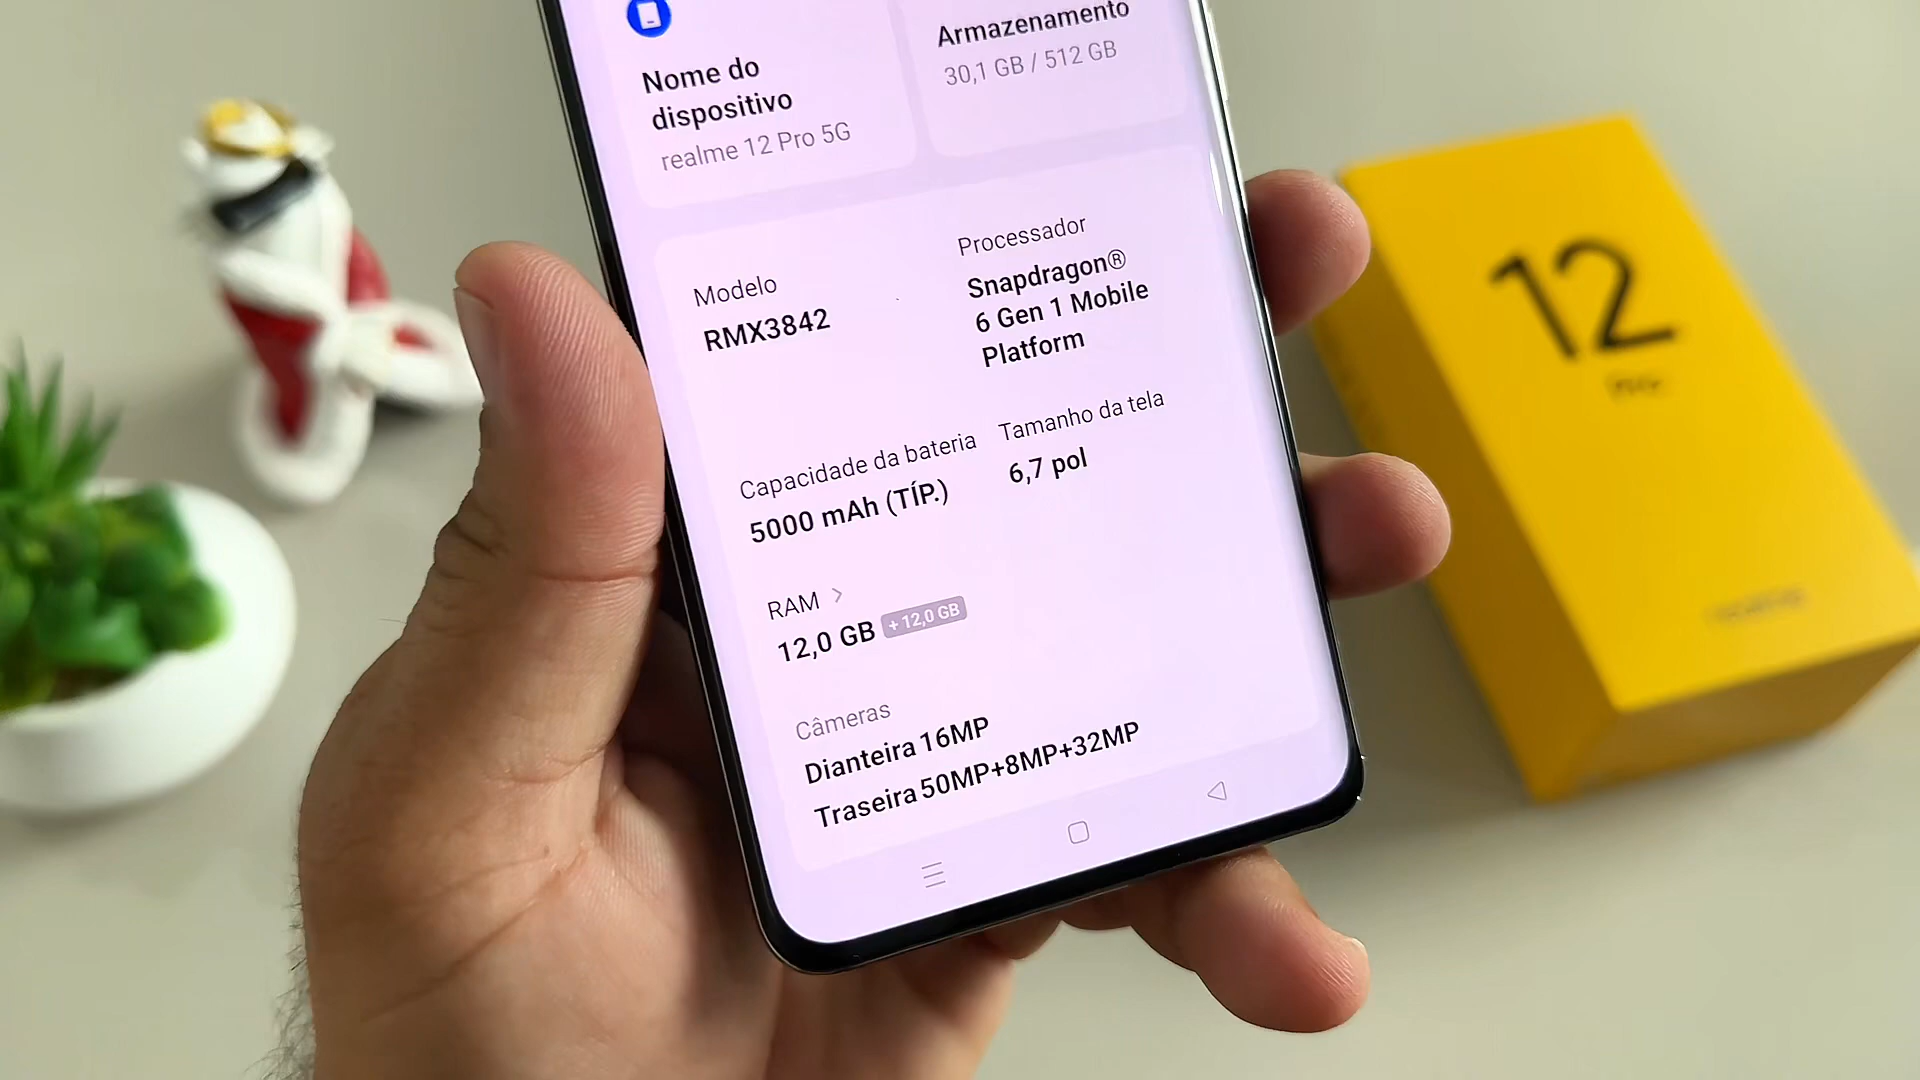 Nome do
dispositivo
realme 12 Pro 5G
Armazenamento
30,1 GB / 512 GB
Modelo
RMX3842
Processador
Snapdragon®
6 Gen 1 Mobile
Platform
Capacidade da bateria
5000 mAh (TÍP.)
Tamanho da tela
6,7 pol
RAM
12,0 GB + 12,0 GB
Câmeras
Dianteira 16MP
Traseira 50MP+8MP+32MP
12
Pro
realme